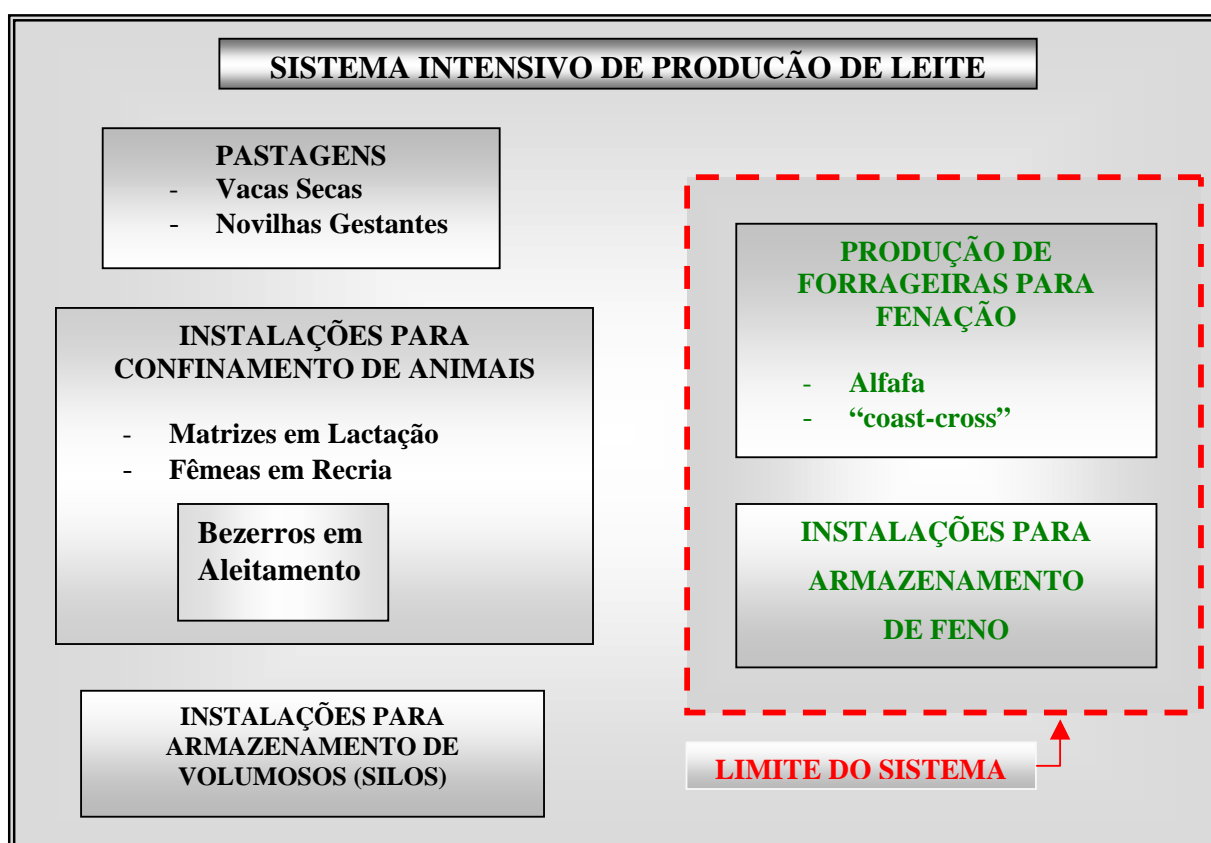 SISTEMA INTENSIVO DE PRODUCÃO DE LEITE
PASTAGENS
- Vacas Secas
- Novilhas Gestantes
INSTALAÇÕES PARA
CONFINAMENTO DE ANIMAIS
- Matrizes em Lactação
- Fêmeas em Recria
Bezerros em
Aleitamento
INSTALAÇÕES PARA
ARMAZENAMENTO DE
VOLUMOSOS (SILOS)
PRODUÇÃO DE
FORRAGEIRAS PARA
FENAÇÃO
- Alfafa
- “coast-cross”
INSTALAÇÕES PARA
ARMAZENAMENTO
DE FENO
LIMITE DO SISTEMA